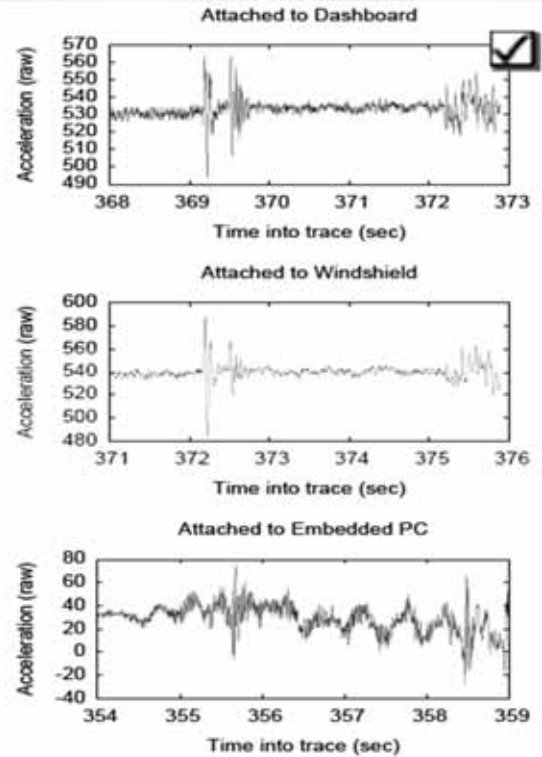 Attached to Dashboard
Acceleration (raw)
570
560
550
540
530
520
510
500
490
368 369 370 371 372 373
Time into trace (sec)
Attached to Windshield
Acceleration (raw)
600
580
560
540
520
500
480
371 372 373 374 375 376
Time into trace (sec)
Attached to Embedded PC
Acceleration (raw)
80
60
40
20
0
-20
-40
354 355 356 357 358 359
Time into trace (sec)